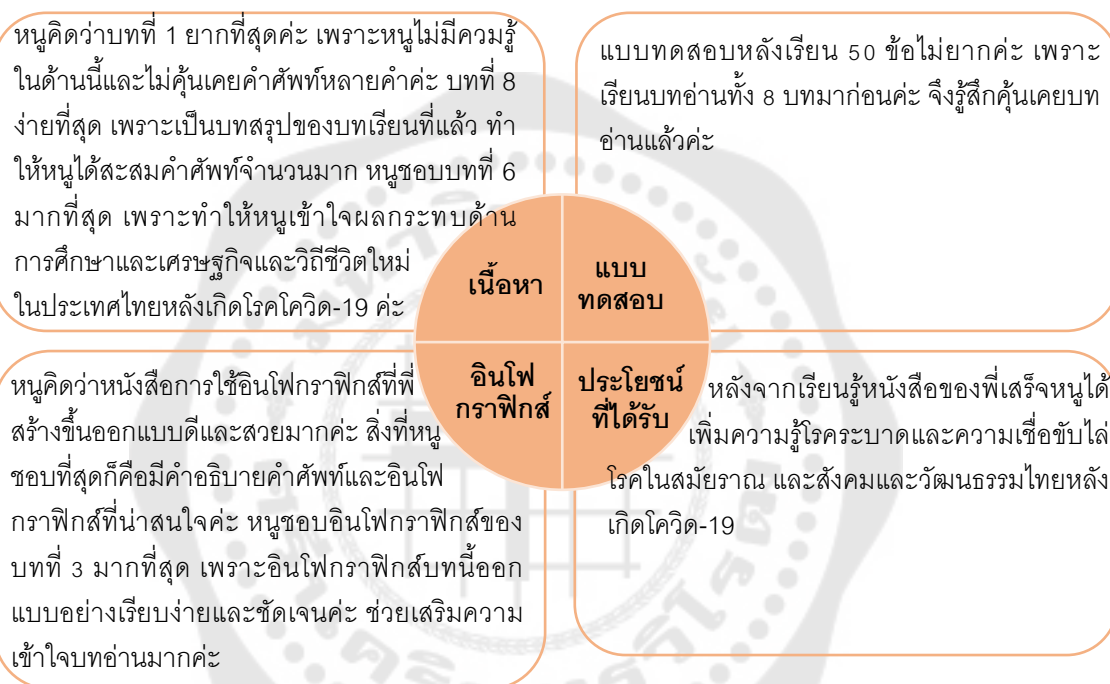 หนูคิดว่าบทที่ 1 ยากที่สุดค่ะ เพราะหนูไม่มีควมรู้
ในด้านนี้และไม่คุ้นเคยคำศัพท์หลายคำค่ะ บทที่ 8
ง่ายที่สุด เพราะเป็นบทสรุปของบทเรียนที่แล้ว ทำ
ให้หนูได้สะสมคำศัพท์จำนวนมาก หนูชอบบทที่ 6
มากที่สุด เพราะทำให้หนูเข้าใจผลกระทบด้าน
การศึกษาและเศรษฐกิจและวิถีชีวิตใหม่
ในประเทศไทยหลังเกิดโรคโควิด-19 ค่ะ
แบบทดสอบหลังเรียน 50 ข้อไม่ยากค่ะ เพราะ
เรียนบทอ่านทั้ง 8 บทมาก่อนค่ะ จึงรู้สึกคุ้นเคยบท
อ่านแล้วค่ะ
เนื้อหา
แบบ
ทดสอบ
อินโฟ
กราฟิกส์
ประโยชน์
ที่ได้รับ
หนูคิดว่าหนังสือการใช้อินโฟกราฟิกส์ที่พี่
สร้างขึ้นออกแบบดีและสวยมากค่ะ สิ่งที่หนู
ชอบที่สุดก็คือมีคำอธิบายคำศัพท์และอินโฟ
กราฟิกส์ที่น่าสนใจค่ะ หนูชอบอินโฟกราฟิกส์ของ
บทที่ 3 มากที่สุด เพราะอินโฟกราฟิกส์บทนี้ออก
แบบอย่างเรียบง่ายและชัดเจนค่ะ ช่วยเสริมความ
เข้าใจบทอ่านมากค่ะ
หลังจากเรียนรู้หนังสือของพี่เสร็จหนูได้
เพิ่มความรู้โรคระบาดและความเชื่อขับไล่
โรคในสมัยราณ และสังคมและวัฒนธรรมไทยหลัง
เกิดโควิด-19